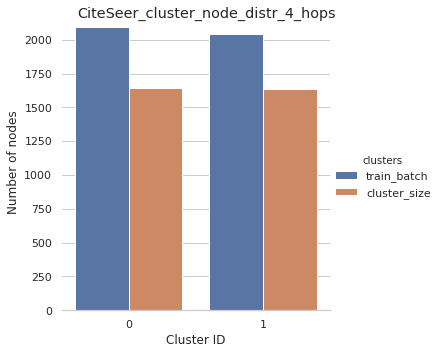 CiteSeer_cluster_node_distr_4_hops
2000
1750
1500
1250
1000
750
500
250
0
Number of nodes
0 1
Cluster ID
clusters
train_batch
cluster_size